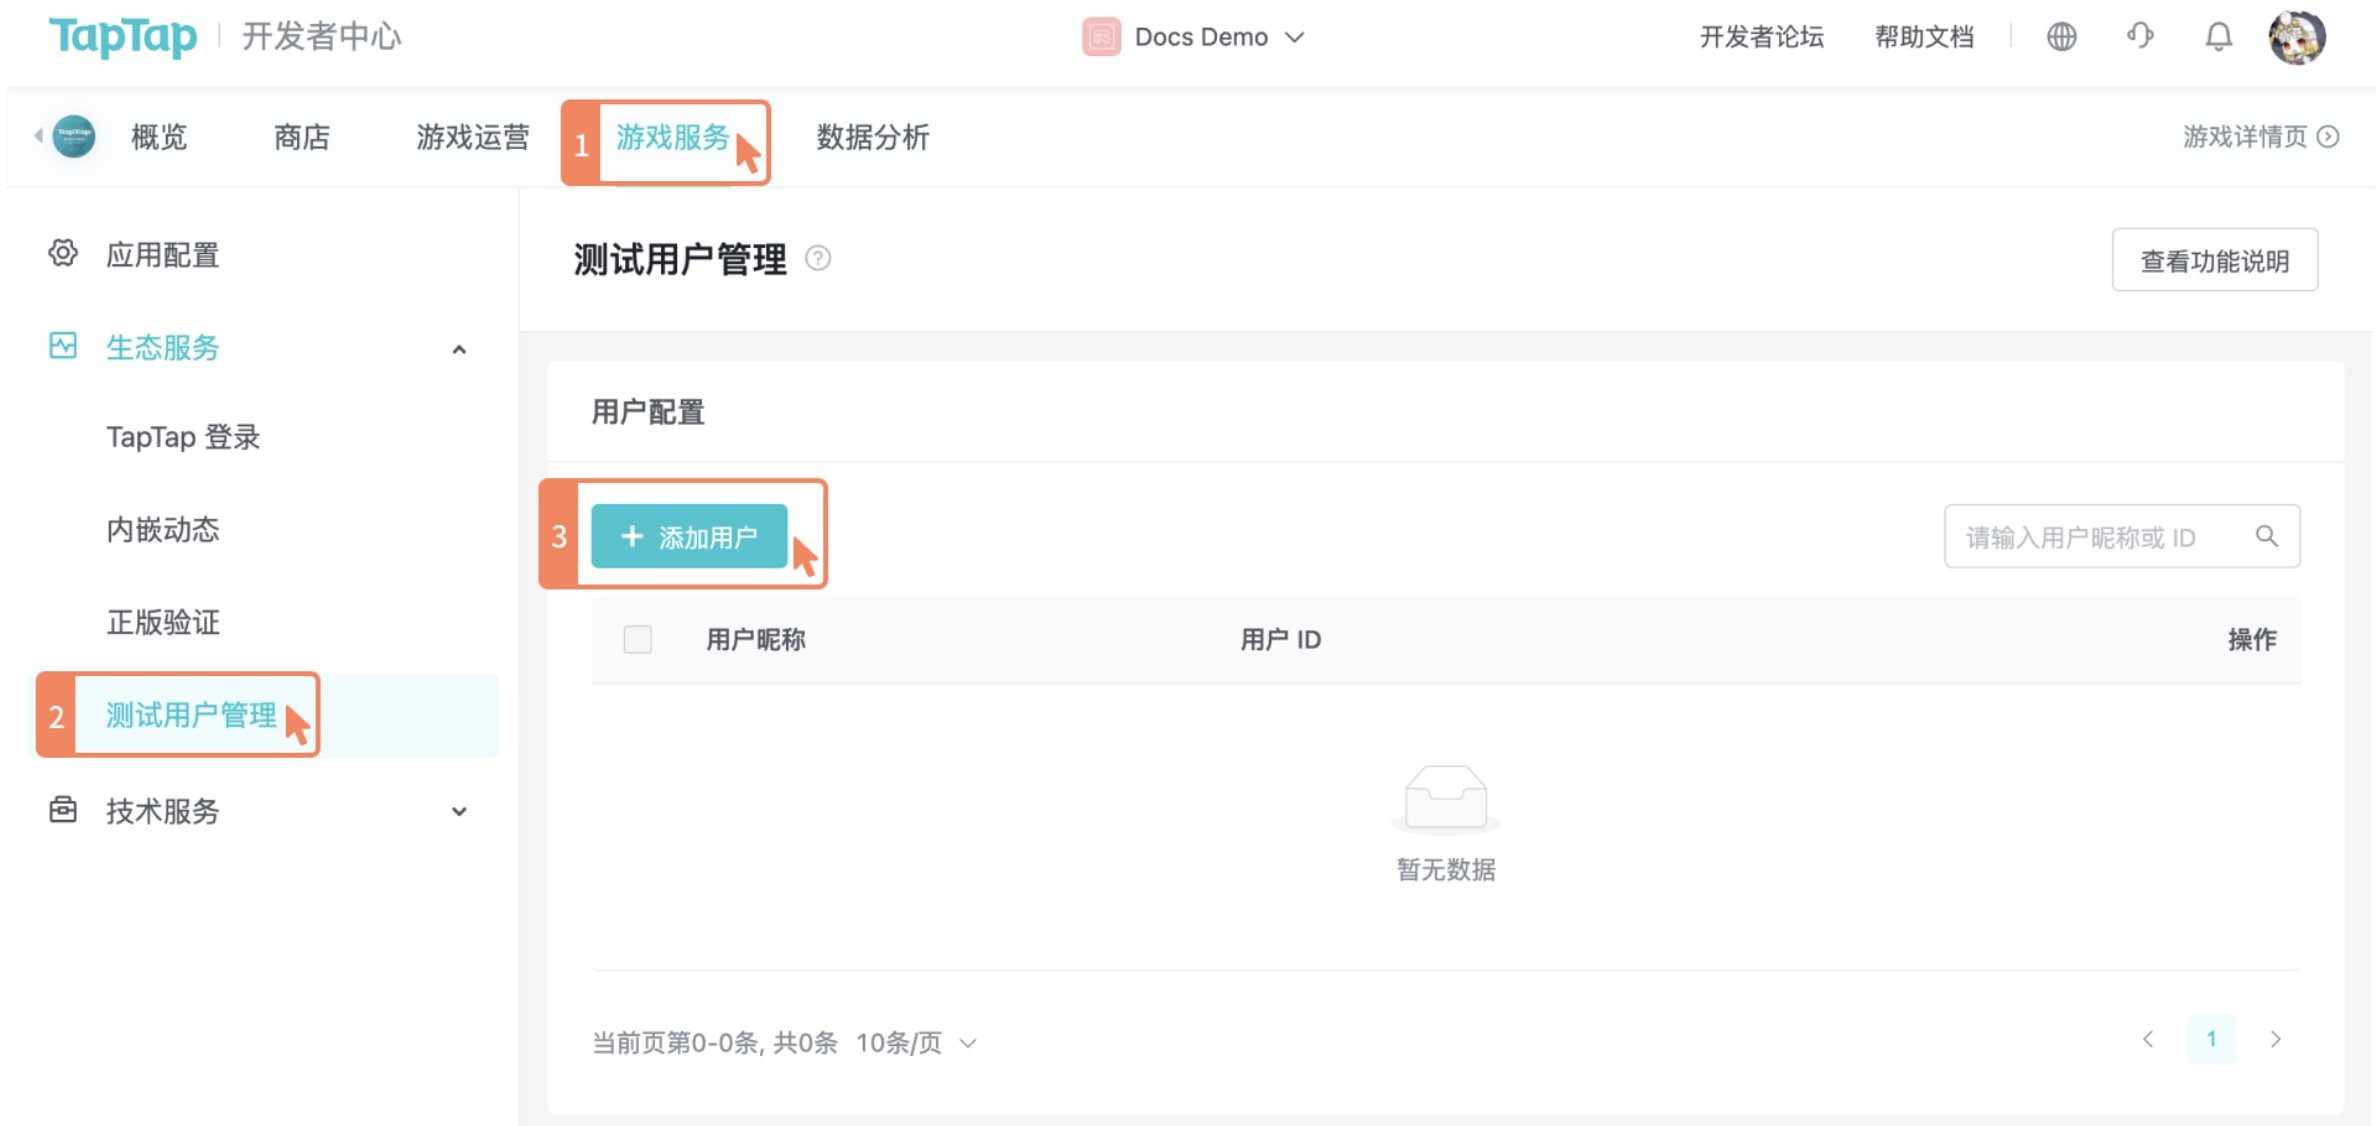 TapTap 开发者中心 Docs Demo 开发者论坛 帮助文档
概览 商店 游戏运营 1 游戏服务 数据分析 游戏详情页
应用配置
测试用户管理 查看功能说明
生态服务
用户配置
TapTap 登录
内嵌动态
3 添加用户 请输入用户昵称或 ID
正版验证
用户昵称 用户 ID 操作
2 测试用户管理
技术服务
暂无数据
当前页第0-0条, 共0条 10条/页 1